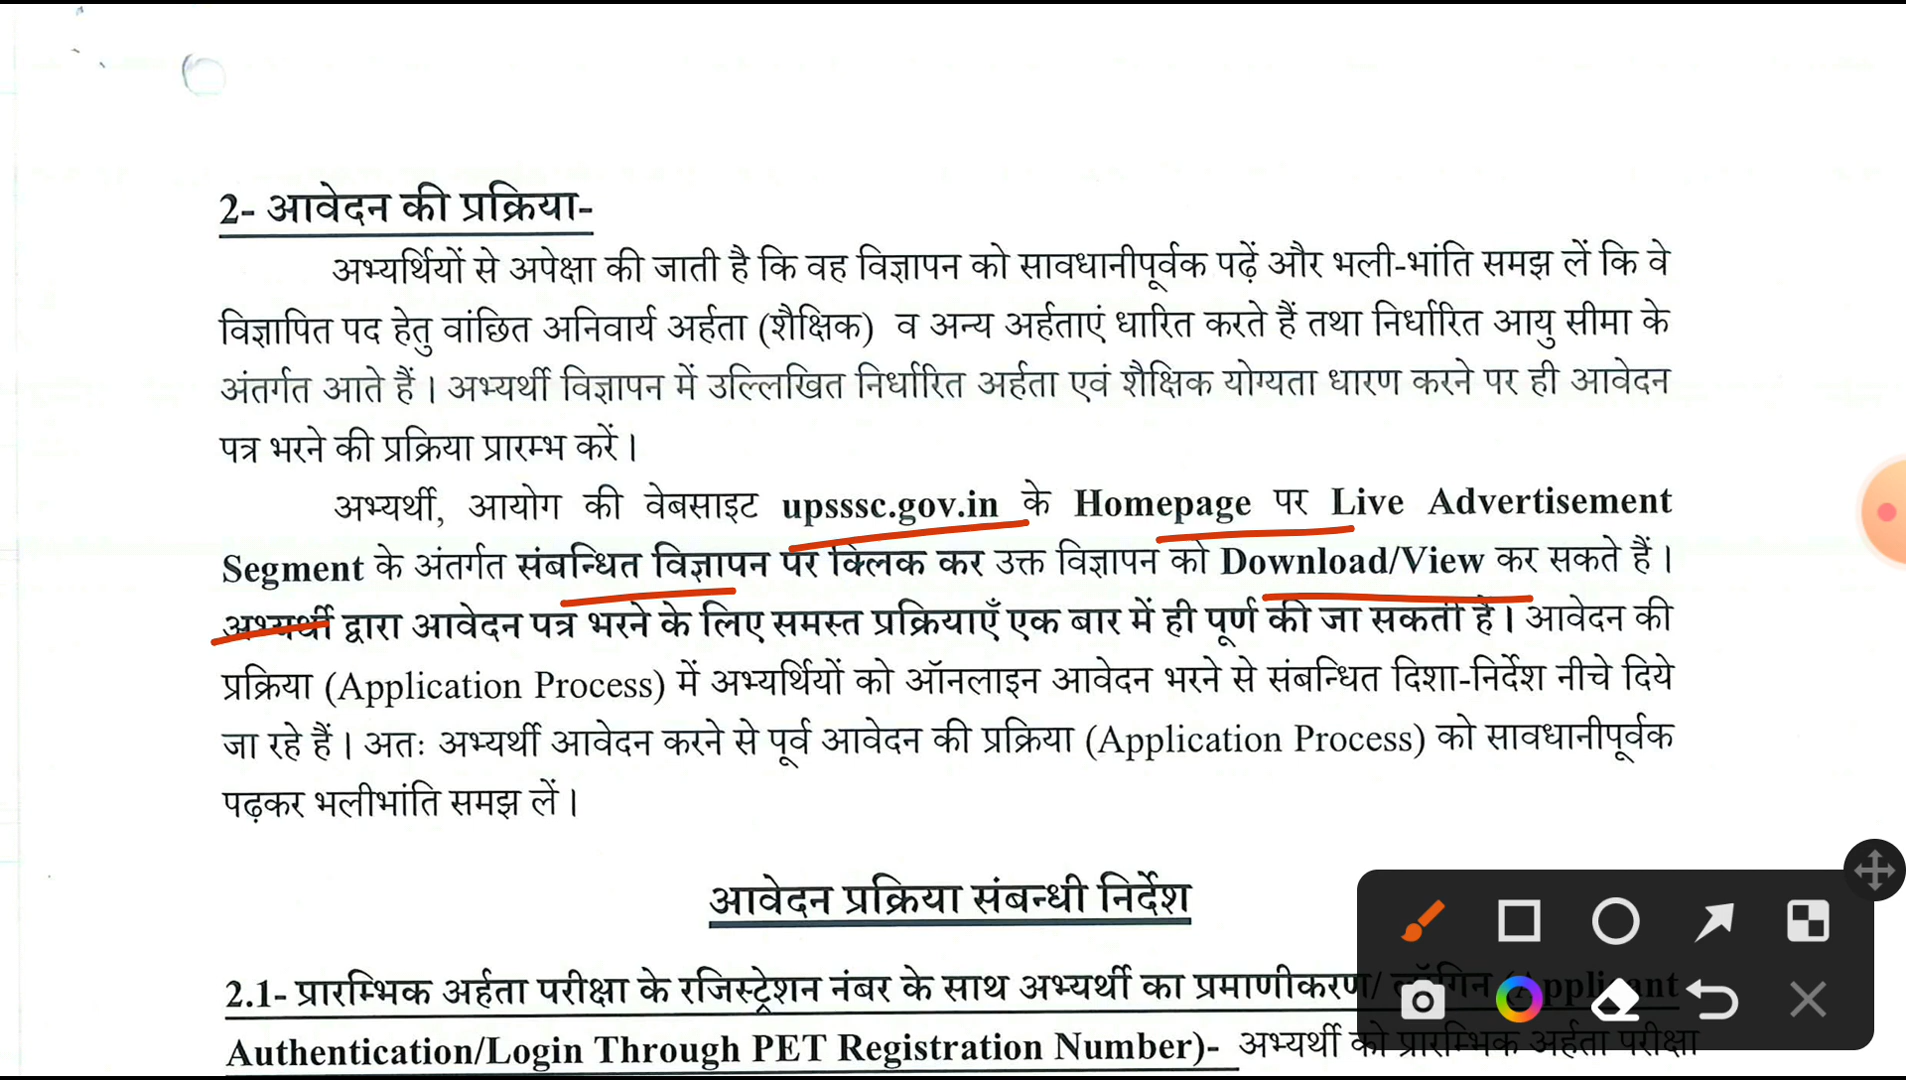 2- आवेदन की प्रक्रिया-
अभ्यर्थियों से अपेक्षा की जाती है कि वह विज्ञापन को सावधानीपूर्वक पढ़ें और भली-भांति समझ लें कि वे
विज्ञापित पद हेतु वांछित अनिवार्य अर्हता (शैक्षिक) व अन्य अर्हताएं धारित करते हैं तथा निर्धारित आयु सीमा के
अंतर्गत आते हैं। अभ्यर्थी विज्ञापन में उल्लिखित निर्धारित अर्हता एवं शैक्षिक योग्यता धारण करने पर ही आवेदन
पत्र भरने की प्रक्रिया प्रारम्भ करें।
अभ्यर्थी, आयोग की वेबसाइट upsssc.gov.in के Homepage पर Live Advertisement
Segment के अंतर्गत संबन्धित विज्ञापन पर क्लिक कर उक्त विज्ञापन को Download/View कर सकते हैं।
अभ्यर्थी द्वारा आवेदन पत्र भरने के लिए समस्त प्रक्रियाएँ एक बार में ही पूर्ण की जा सकती हैं। आवेदन की
प्रक्रिया (Application Process) में अभ्यर्थियों को ऑनलाइन आवेदन भरने से संबन्धित दिशा-निर्देश नीचे दिये
जा रहे हैं। अतः अभ्यर्थी आवेदन करने से पूर्व आवेदन की प्रक्रिया (Application Process) को सावधानीपूर्वक
पढ़कर भलीभांति समझ लें।
आवेदन प्रक्रिया संबन्धी निर्देश
2.1- प्रारम्भिक अर्हता परीक्षा के रजिस्ट्रेशन नंबर के साथ अभ्यर्थी का प्रमाणीकरण/ लॉगिन (Applicant
Authentication/Login Through PET Registration Number)- अभ्यर्थी को प्रारम्भिक अर्हता परीक्षा